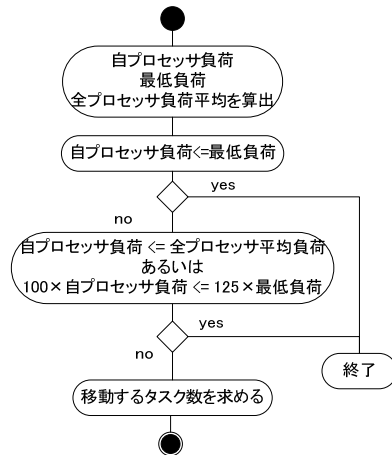 自プロセッサ負荷
最低負荷
全プロセッサ負荷平均を算出
自プロセッサ負荷<=最低負荷
yes
no
自プロセッサ負荷 <= 全プロセッサ平均負荷
あるいは
100×自プロセッサ負荷 <= 125×最低負荷
yes
no
終了
移動するタスク数を求める